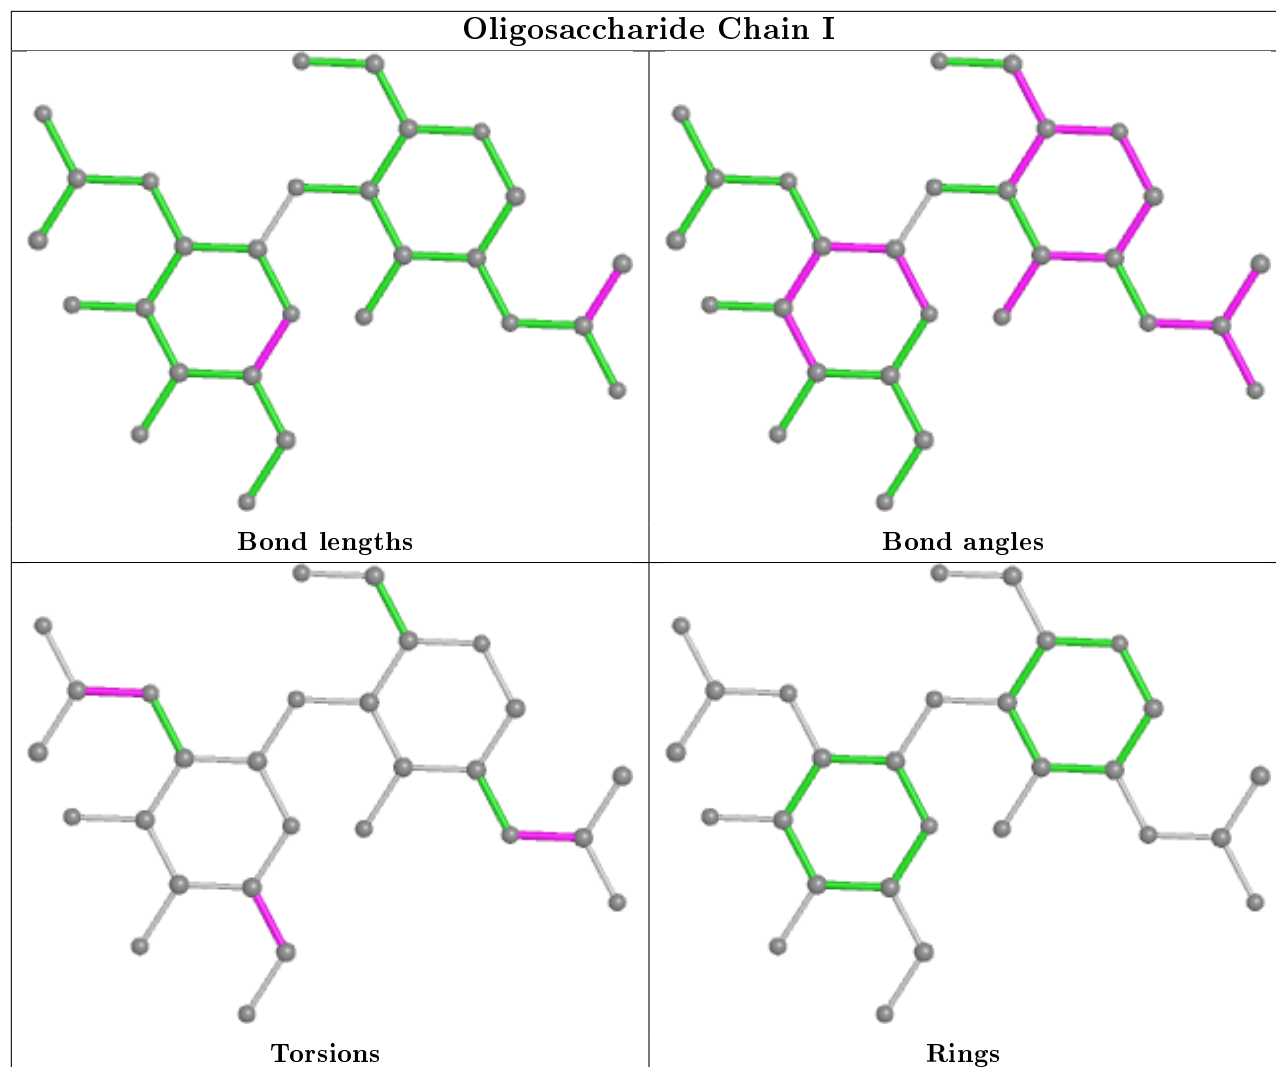 Oligosaccharide Chain I
Bond lengths
Bond angles
Torsions
Rings